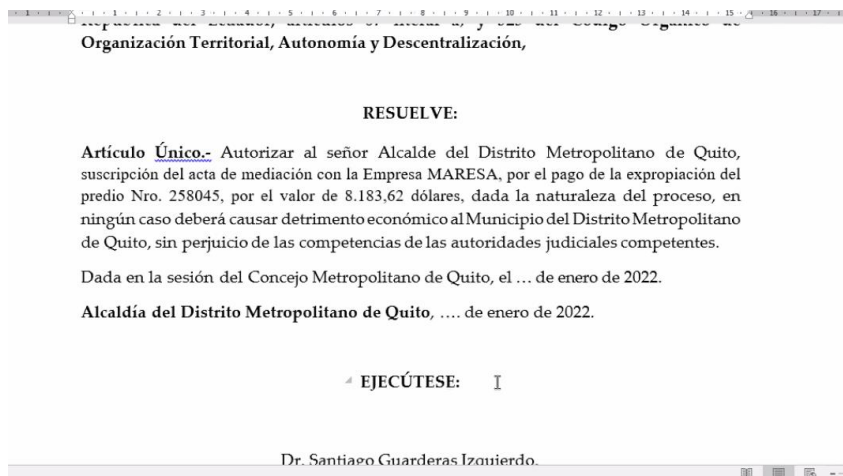 Organización Territorial, Autonomía y Descentralización,
RESUELVE:
Artículo Único.- Autorizar al señor Alcalde del Distrito Metropolitano de Quito,
suscripción del acta de mediación con la Empresa MARESA, por el pago de la expropiación del
predio Nro. 258045, por el valor de 8.183,62 dólares, dada la naturaleza del proceso, en
ningún caso deberá causar detrimento económico al Municipio del Distrito Metropolitano
de Quito, sin perjuicio de las competencias de las autoridades judiciales competentes.
Dada en la sesión del Concejo Metropolitano de Quito, el … de enero de 2022.
Alcaldía del Distrito Metropolitano de Quito, …. de enero de 2022.
EJECÚTESE:
Dr. Santiago Guarderas Izquierdo.